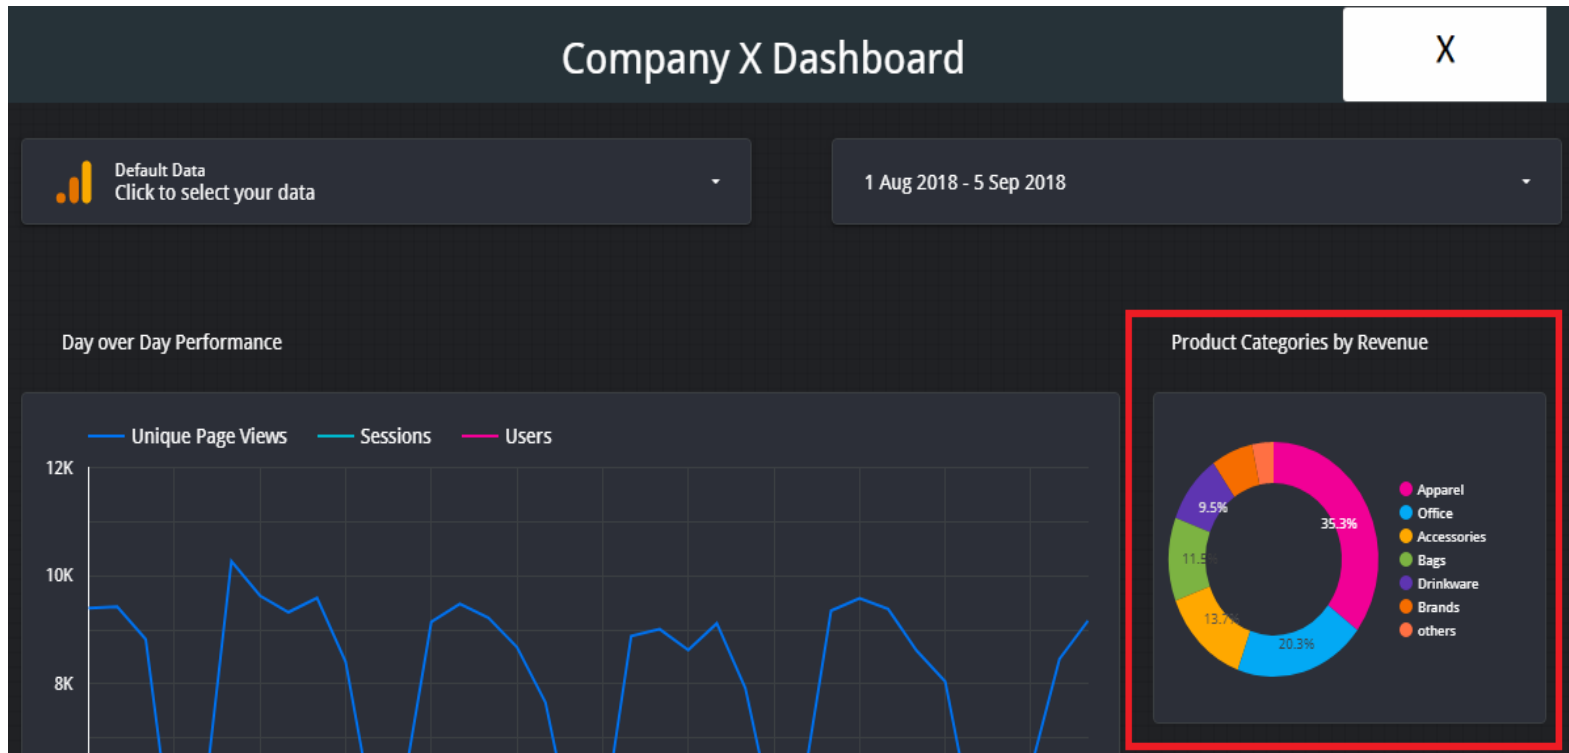 Company X Dashboard
X
Default Data
Click to select your data
1 Aug 2018 - 5 Sep 2018
Day over Day Performance
Product Categories by Revenue
Unique Page Views
Sessions
Users
12K
10K
8K
9.5%
35.3%
11.5%
13.7%
20.3%
Apparel
Office
Accessories
Bags
Drinkware
Brands
others